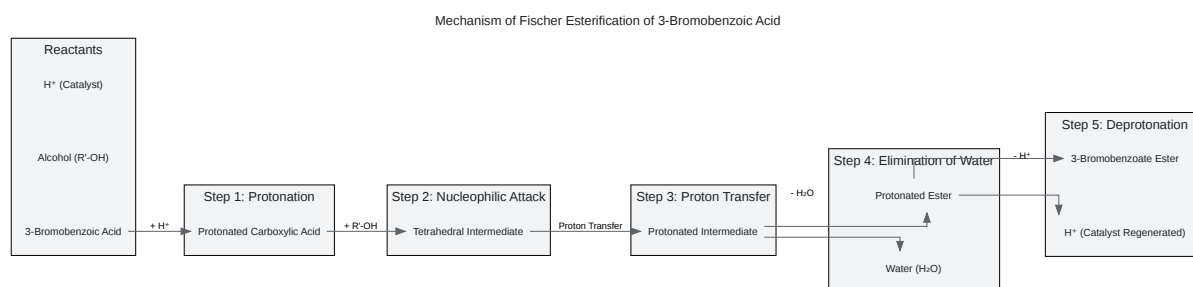 Mechanism of Fischer Esterification of 3-Bromobenzoic Acid
Reactants
H⁺ (Catalyst)
Alcohol (R'-OH)
3-Bromobenzoic Acid
+ H⁺
Step 1: Protonation
Protonated Carboxylic Acid
+ R'-OH
Step 2: Nucleophilic Attack
Tetrahedral Intermediate
Proton Transfer
Step 3: Proton Transfer
Protonated Intermediate
- H₂O
Step 4: Elimination of Water
Protonated Ester
Water (H₂O)
- H⁺
Step 5: Deprotonation
3-Bromobenzoate Ester
H⁺ (Catalyst Regenerated)